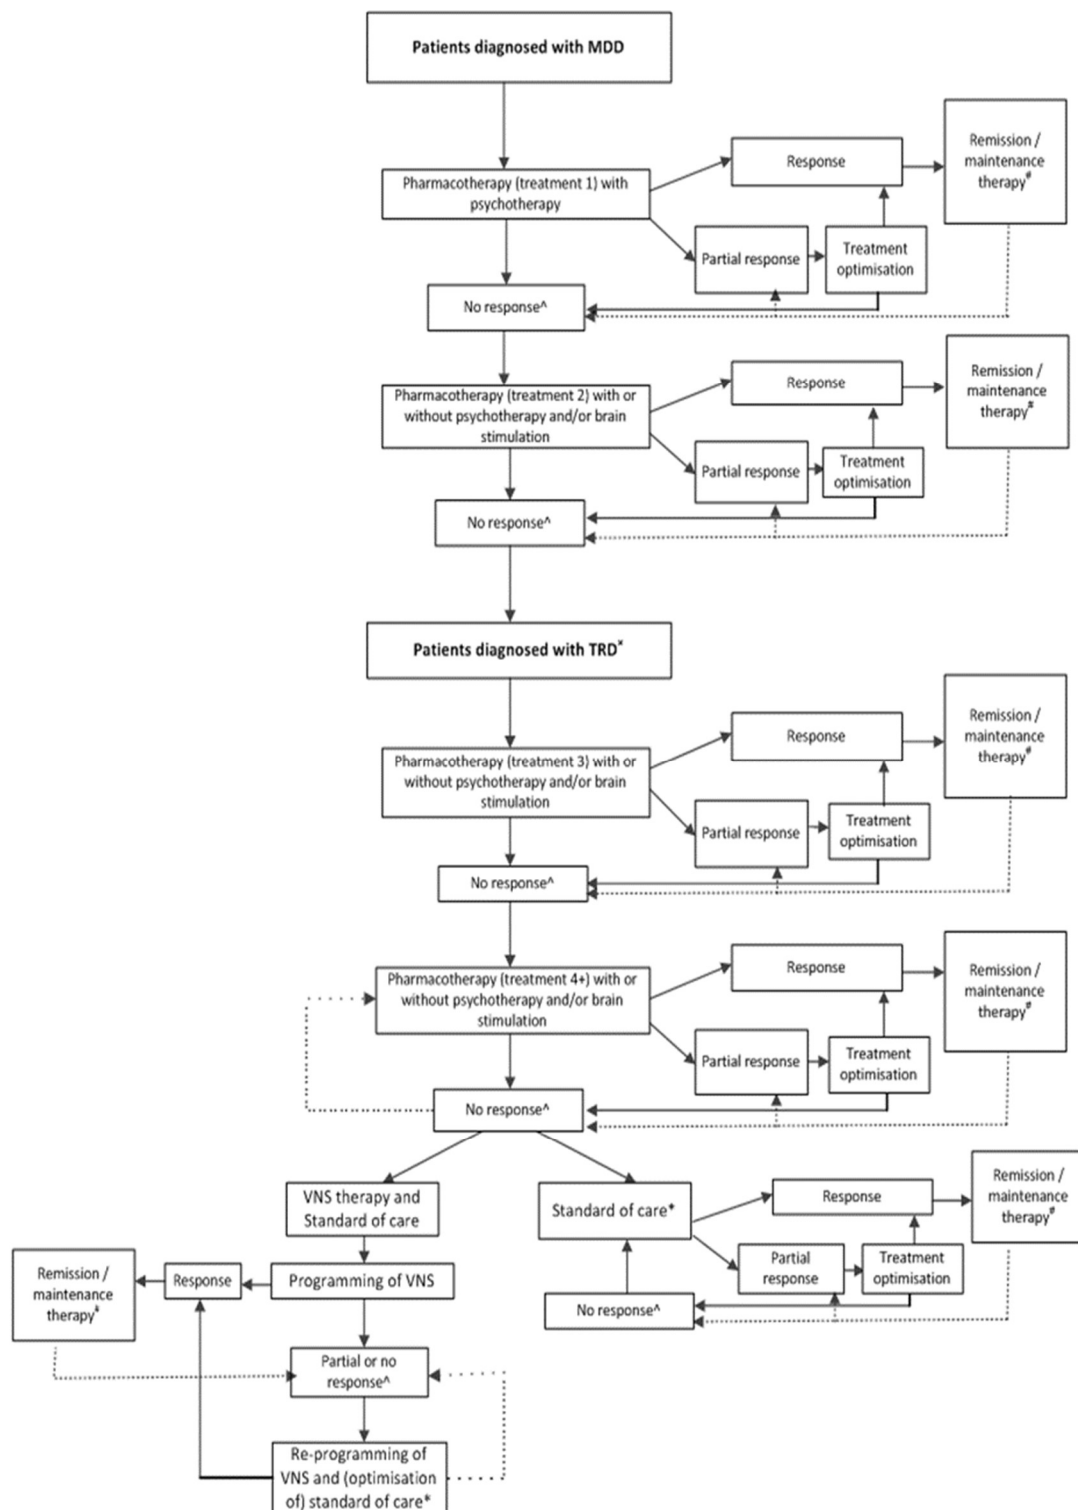 Patients diagnosed with MDD
Pharmacotherapy (treatment 1) with
psychotherapy
Response
Remission /
maintenance
therapy#
Partial response
Treatment
optimisation
No response^
Pharmacotherapy (treatment 2) with or
without psychotherapy and/or brain
stimulation
Response
Remission /
maintenance
therapy#
Partial response
Treatment
optimisation
No response^
Patients diagnosed with TRD¥
Pharmacotherapy (treatment 3) with or
without psychotherapy and/or brain
stimulation
Response
Remission /
maintenance
therapy#
Partial response
Treatment
optimisation
No response^
Pharmacotherapy (treatment 4+) with or
without psychotherapy and/or brain
stimulation
Response
Remission /
maintenance
therapy#
Partial response
Treatment
optimisation
No response^
VNS therapy and
Standard of care
Standard of care*
Response
Remission /
maintenance
therapy#
Partial
response
Treatment
optimisation
No response^
Programming of VNS
Response
Remission /
maintenance
therapy#
Partial or no
response^
Re-programming of
VNS and (optimisation
of) standard of care*